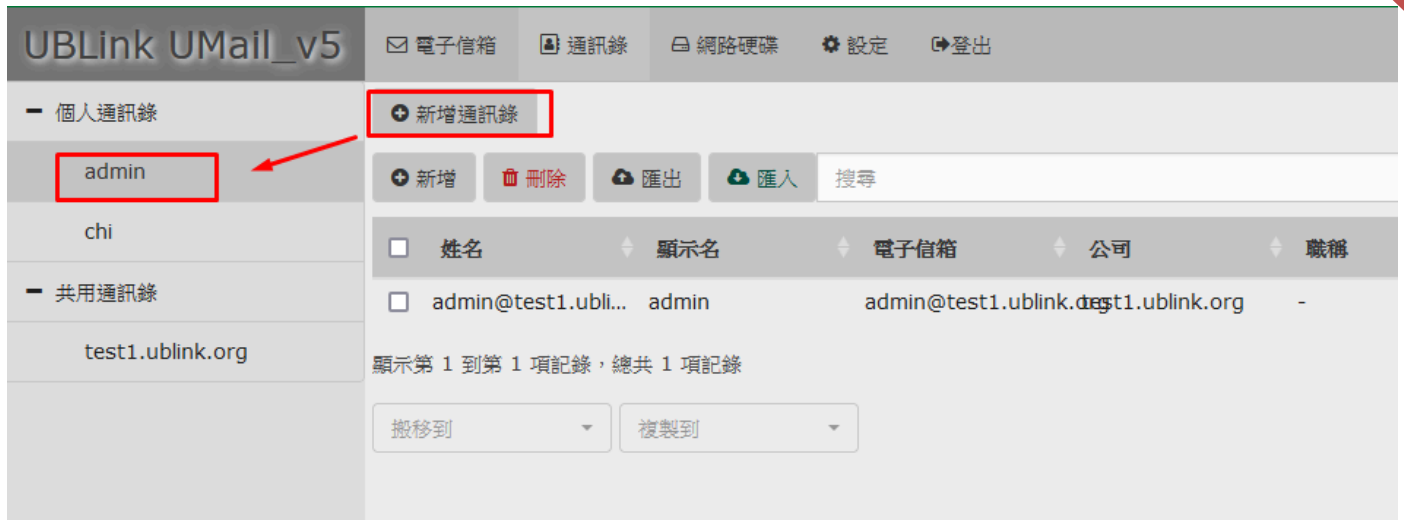 UBLink UMail_v5
電子信箱 通訊錄 網路硬碟 設定 登出
個人通訊錄
admin
chi
共用通訊錄
test1.ublink.org
新增通訊錄
新增 刪除 匯出 匯入 搜尋
姓名 顯示名 電子信箱 公司 職稱
admin@test1.ubli... admin admin@test1.ublink.org test1.ublink.org -
顯示第 1 到第 1 項記錄,總共 1 項記錄
搬移到 複製到